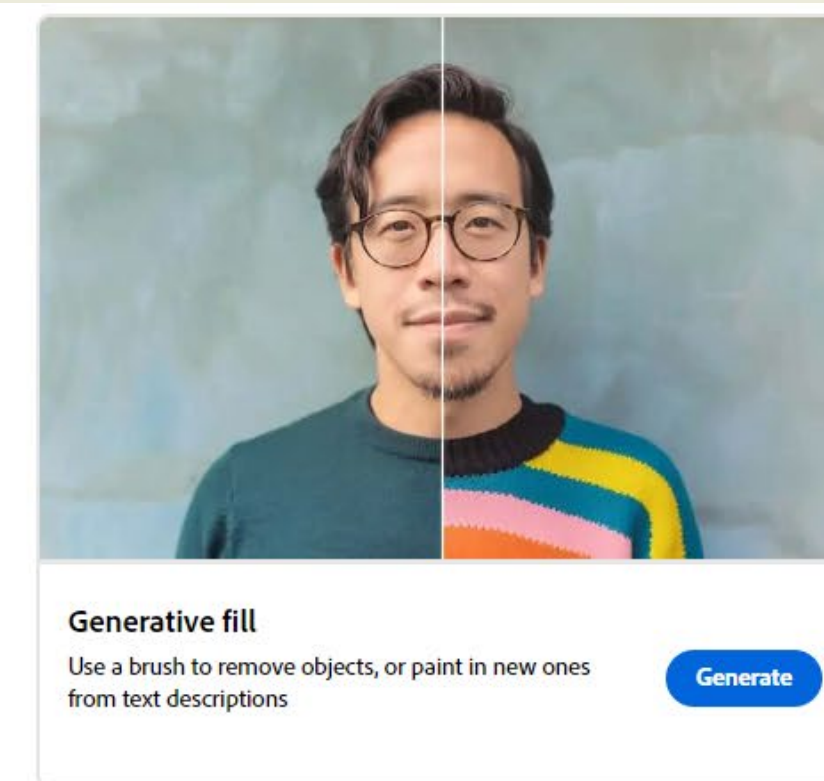 Generative fill
Use a brush to remove objects, or paint in new ones
from text descriptions
Generate